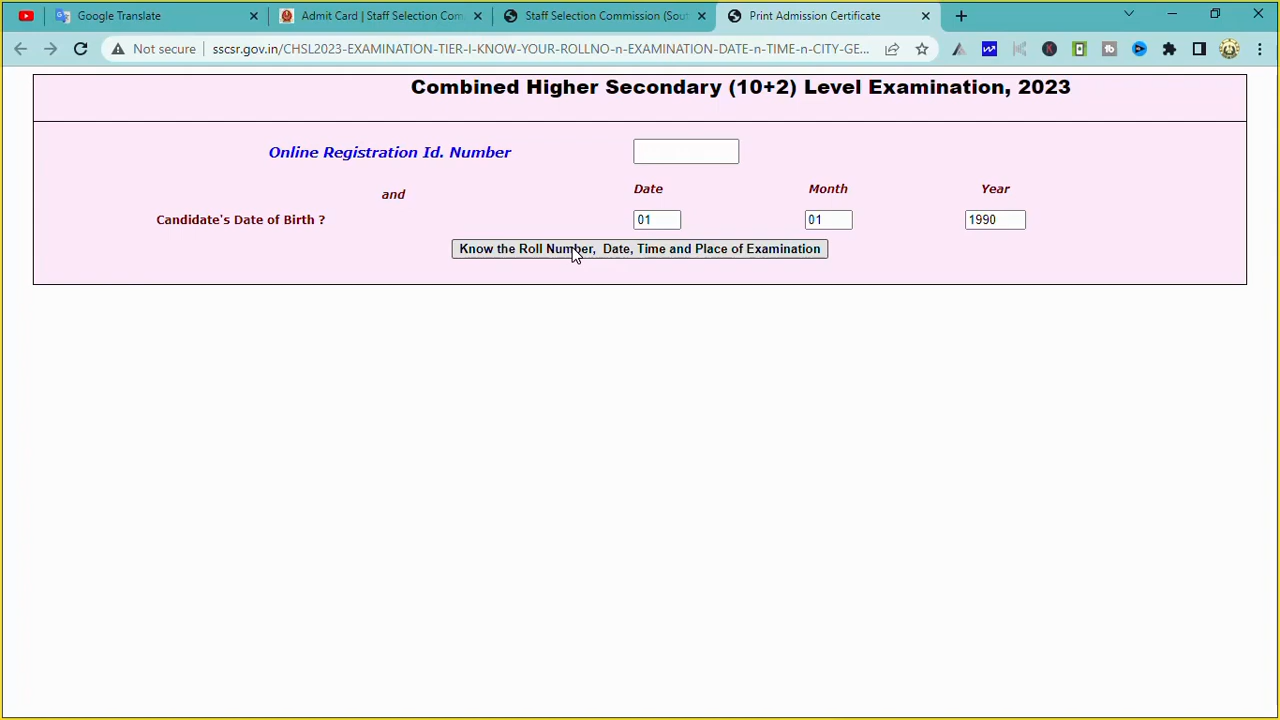 Google Translate
Admit Card | Staff Selection Com
Staff Selection Commission (Sout
Print Admission Certificate
Not secure
sscsr.gov.in/CHSL2023-EXAMINATION-TIER-I-KNOW-YOUR-ROLLNO-n-EXAMINATION-DATE-n-TIME-n-CITY-GE...
Combined Higher Secondary (10+2) Level Examination, 2023
Online Registration Id. Number
and
Date Month Year
Candidate's Date of Birth ? 01 01 1990
Know the Roll Number, Date, Time and Place of Examination